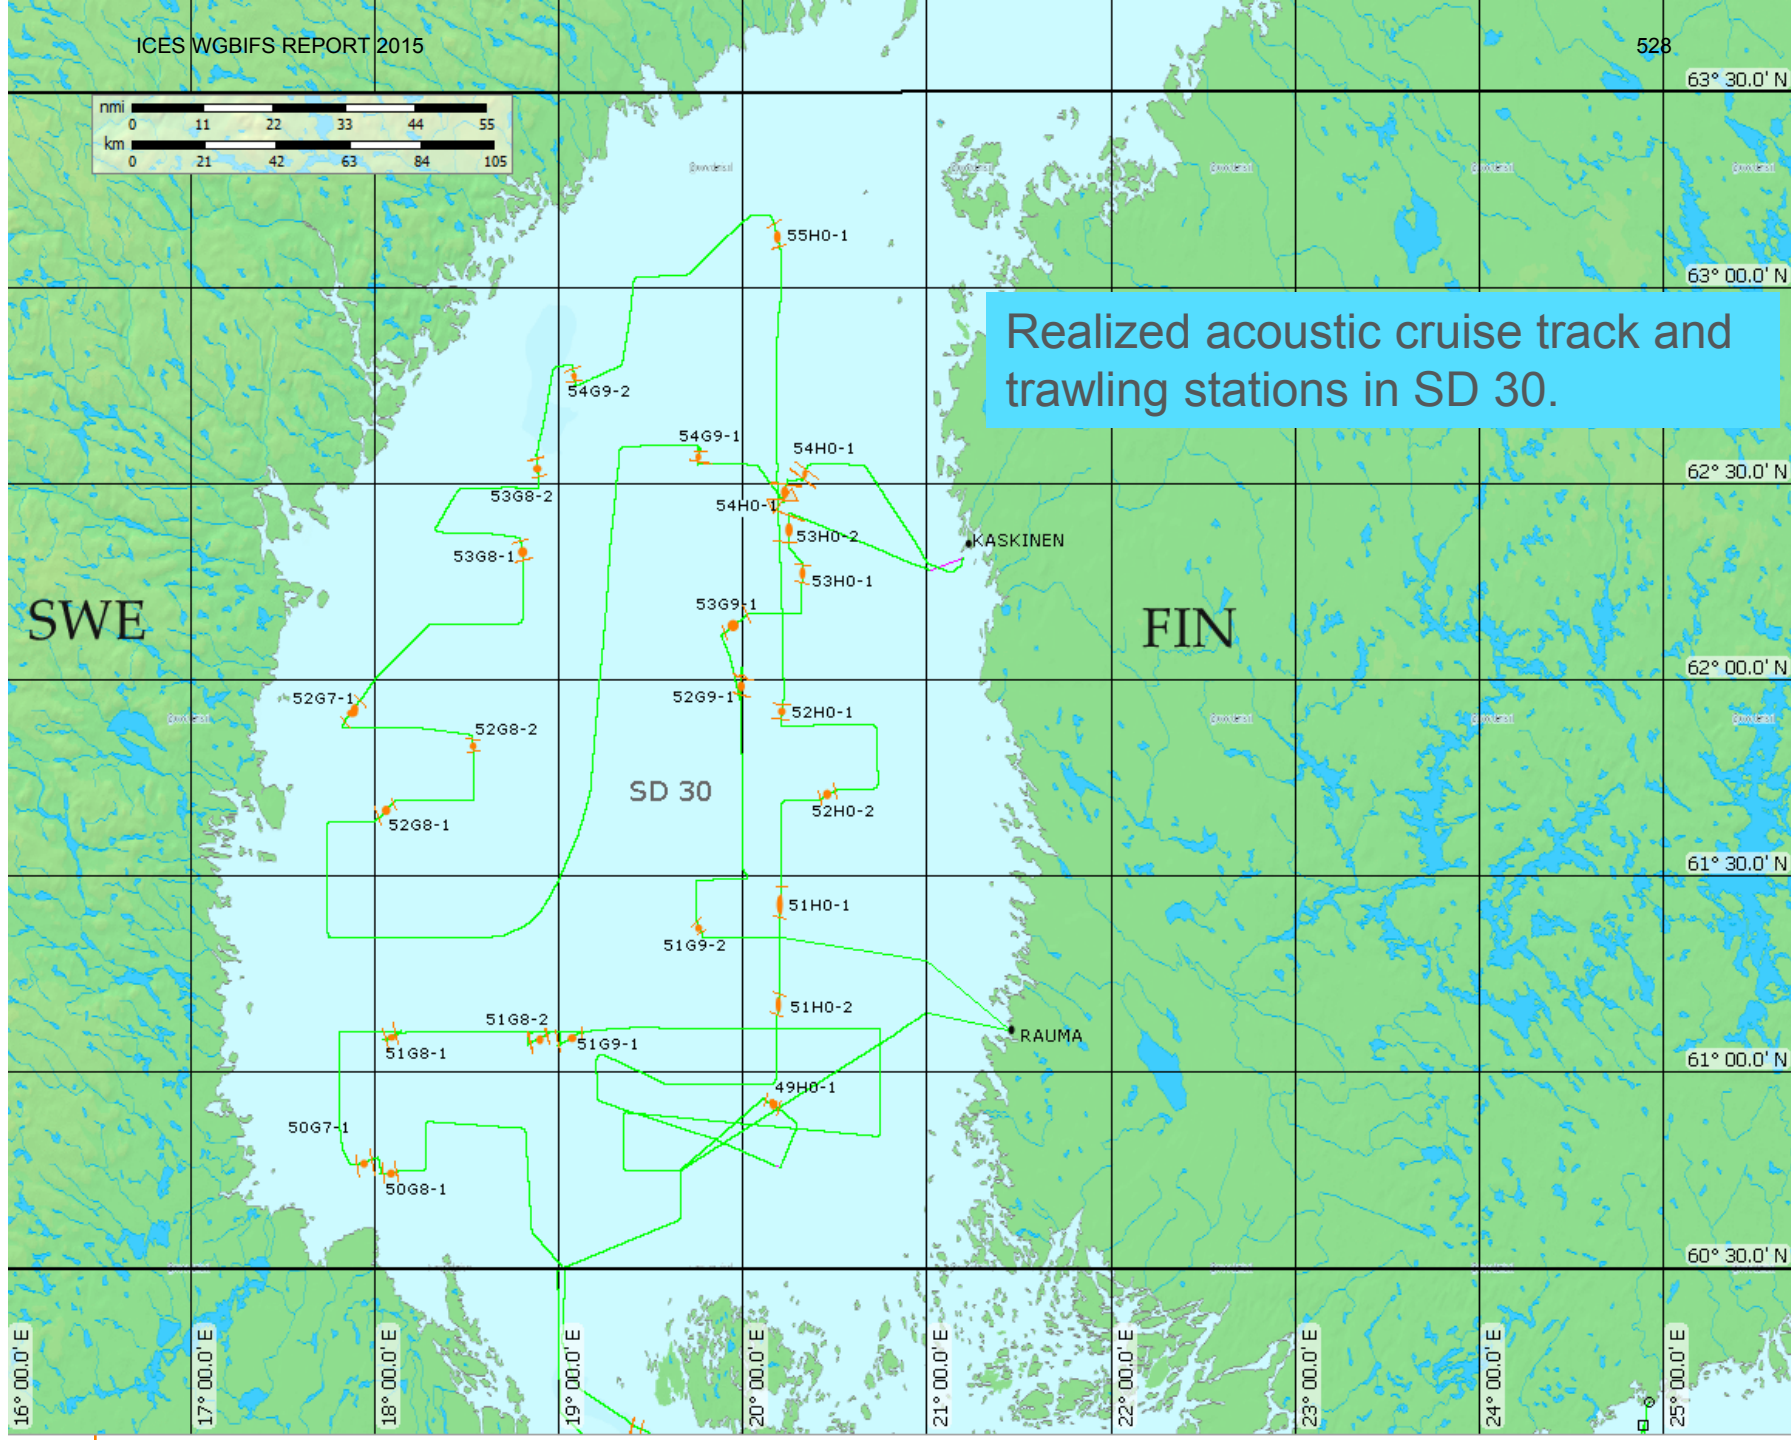 ICES WGBIFS REPORT 2015
528
63° 30.0' N
nmi
0 11 22 33 44 55
km
0 21 42 63 84 105
55H0-1
63° 00.0' N
Realized acoustic cruise track and
trawling stations in SD 30.
54G9-2
54G9-1
54H0-1
62° 30.0' N
53G8-2
54H0-1
53H0-2
KASKINEN
53G8-1
53H0-1
53G9-1
SWE
FIN
62° 00.0' N
52G7-1
52G9-1
52H0-1
52G8-2
SD 30
52H0-2
52G8-1
61° 30.0' N
51H0-1
51G9-2
51H0-2
51G8-2
RAUMA
51G9-1
51G8-1
61° 00.0' N
49H0-1
50G7-1
50G8-1
60° 30.0' N
16° 00.0' E
17° 00.0' E
18° 00.0' E
19° 00.0' E
20° 00.0' E
21° 00.0' E
22° 00.0' E
23° 00.0' E
24° 00.0' E
25° 00.0' E